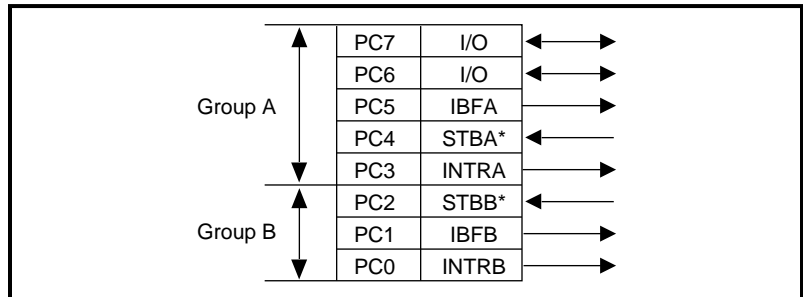 PC7 I/O
PC6 I/O
Group A PC5 IBFA
PC4 STBA*
PC3 INTRA
PC2 STBB*
Group B PC1 IBFB
PC0 INTRB